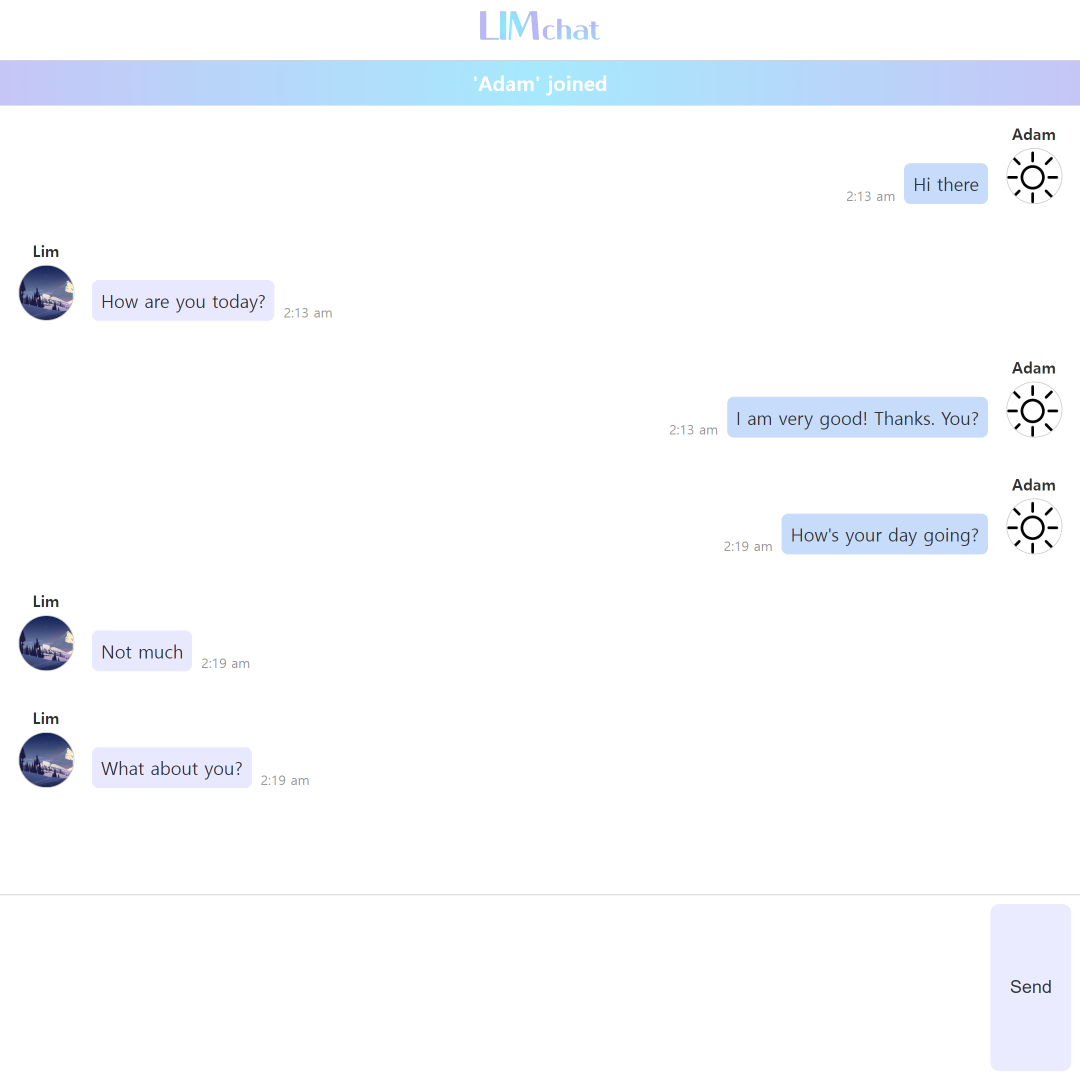 LIMchat
'Adam' joined
Adam
Hi there
2:13 am
Lim
How are you today?
2:13 am
Adam
I am very good! Thanks. You?
2:13 am
Adam
How's your day going?
2:19 am
Lim
Not much
2:19 am
Lim
What about you?
2:19 am
Send